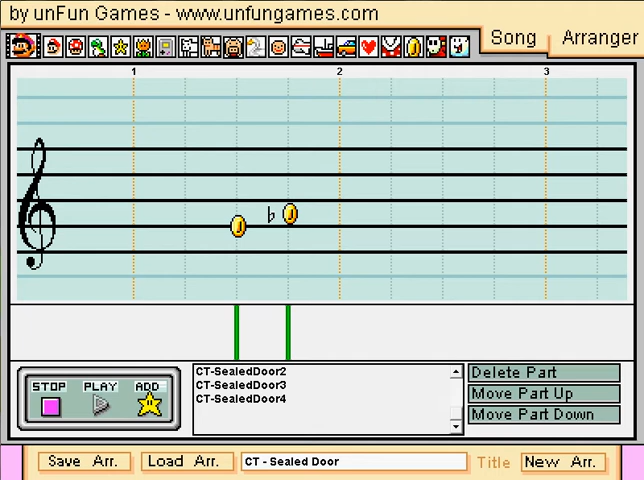 by unFun Games - www.unfungames.com
Song
Arranger
1 2 3
STOP PLAY ADD
CT-SealedDoor2
CT-SealedDoor3
CT-SealedDoor4
Delete Part
Move Part Up
Move Part Down
Save Arr.
Load Arr.
CT - Sealed Door
Title
New Arr.